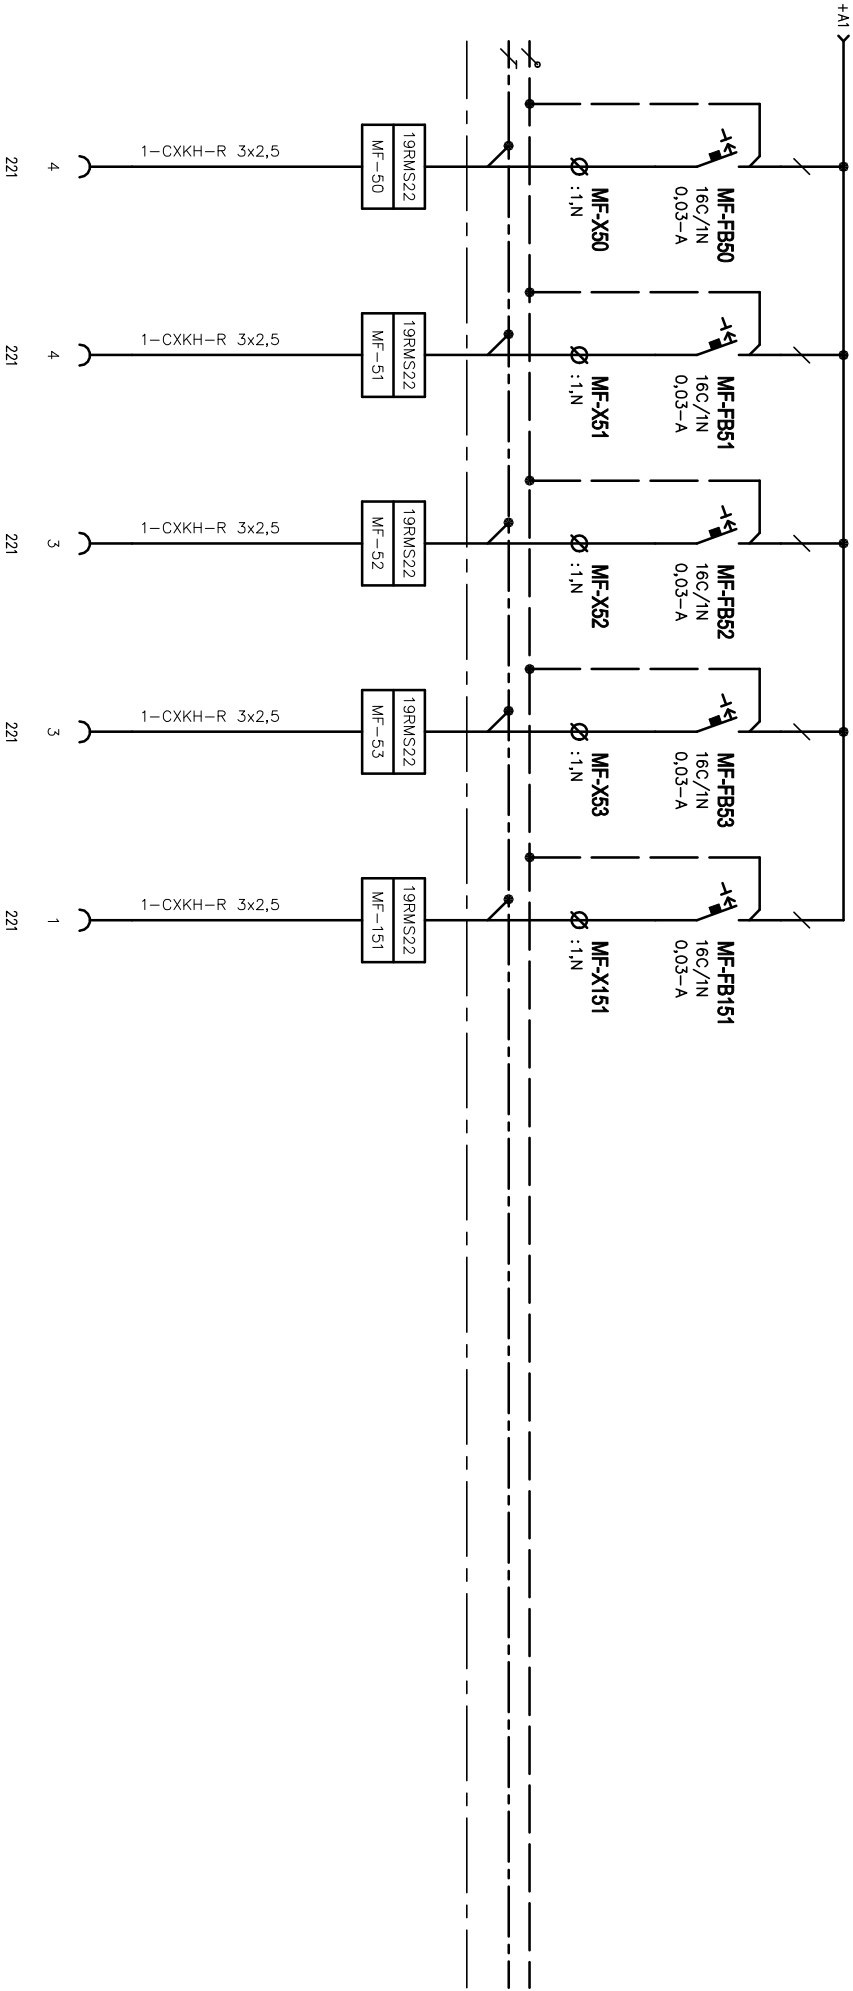 +A1
MF-FB50
16C/1N
0,03-A
MF-X50
:1,N
19RMS22
MF-50
1-CXKH-R 3x2,5
4
221
MF-FB51
16C/1N
0,03-A
MF-X51
:1,N
19RMS22
MF-51
1-CXKH-R 3x2,5
4
221
MF-FB52
16C/1N
0,03-A
MF-X52
:1,N
19RMS22
MF-52
1-CXKH-R 3x2,5
3
221
MF-FB53
16C/1N
0,03-A
MF-X53
:1,N
19RMS22
MF-53
1-CXKH-R 3x2,5
3
221
MF-FB151
16C/1N
0,03-A
MF-X151
:1,N
19RMS22
MF-151
1-CXKH-R 3x2,5
1
221